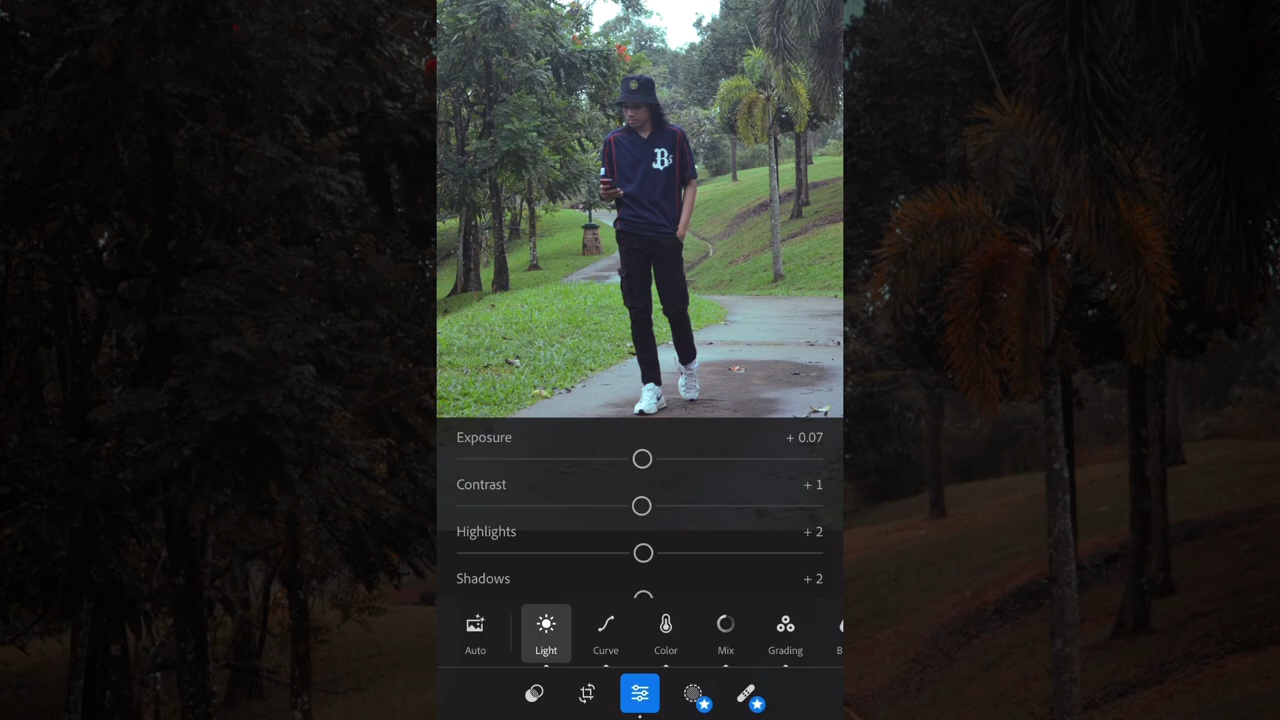 B
Exposure + 0.07
Contrast + 1
Highlights + 2
Shadows + 2
Auto Light Curve Color Mix Grading B